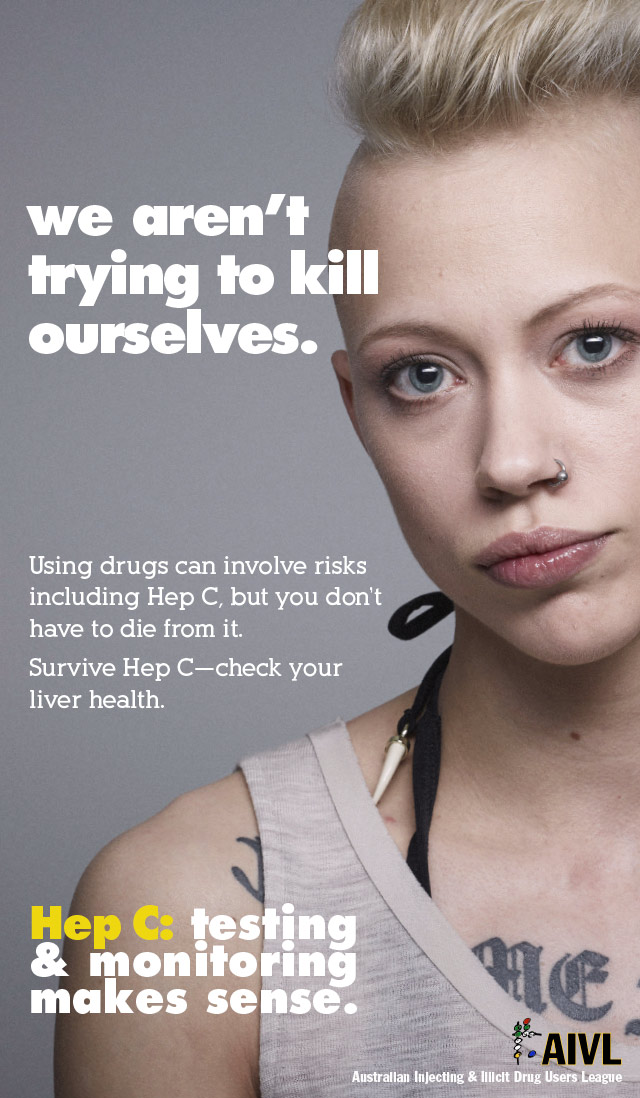 we aren't
trying to kill
ourselves.
Using drugs can involve risks
including Hep C, but you don't
have to die from it.
Survive Hep C—check your
liver health.
Hep C: testing
& monitoring
makes sense.
ME
AIVL
Australian Injecting & Illicit Drug Users League